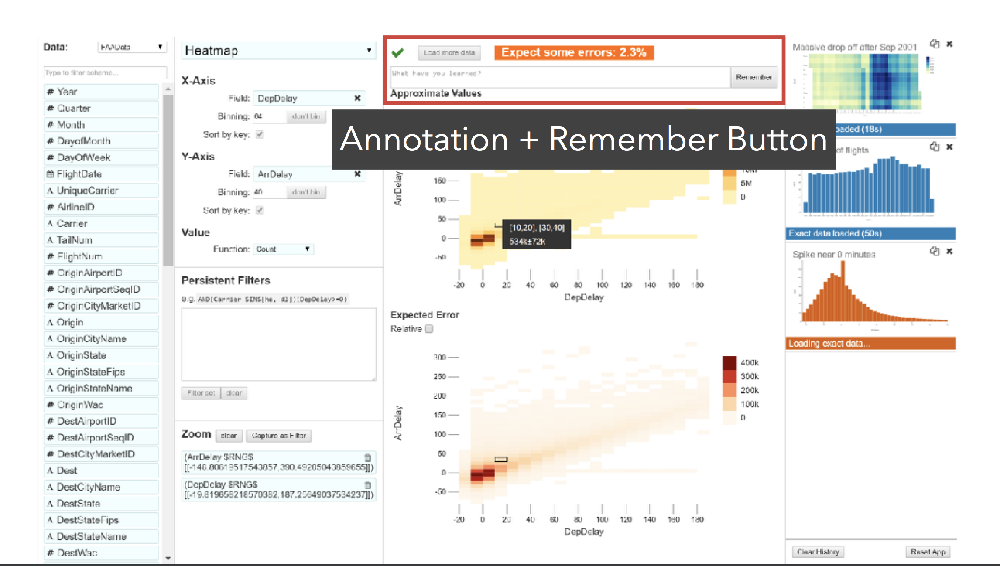 Data:
FAAData
Type to filter schema...
# Year
# Quarter
# Month
# DayofMonth
# DayOfWeek
FlightDate
A UniqueCarrier
# AirlineID
A Carrier
A TailNum
# FlightNum
# OriginAirportID
# OriginAirportSeqID
# OriginCityMarketID
A Origin
A OriginCityName
A OriginState
A OriginStateFips
A OriginStateName
# OriginWac
# DestAirportID
# DestAirportSeqID
# DestCityMarketID
A Dest
A DestCityName
A DestState
A DestStateFips
A DestStateName
# DestWac
Heatmap
X-Axis
Field: DepDelay
Binning: 64 don't bin
Sort by key:
Y-Axis
Field: ArrDelay
Binning: 40 don't bin
Sort by key:
Value
Function: Count
Persistent Filters
e.g. AND(Carrier $INS[ha, dl])(DepDelay>=0)
Filter set clear
Zoom clear Capture as Filter
(ArrDelay $RNG$
[[-148.80619517543857,390.49205043859655]])
(DepDelay $RNG$
[[-19.819658218570382,187.25649037534237]])
Load more data
Expect some errors: 2.3%
What have you learned?
Remember
Approximate Values
Annotation + Remember Button
ArrDelay
150
100
50
0
-50
10M
5M
0
[10,20), [30,40)
534k±72k
-20 0 20 40 60 80 100 120 140 160 180
DepDelay
Expected Error
Relative
ArrDelay
300
250
200
150
100
50
0
-50
400k
300k
200k
100k
0
-20 0 20 40 60 80 100 120 140 160 180
DepDelay
Massive drop off after Sep 2001
oaded (18s)
of flights
Exact data loaded (50s)
Spike near 0 minutes
Loading exact data...
Clear History
Reset App